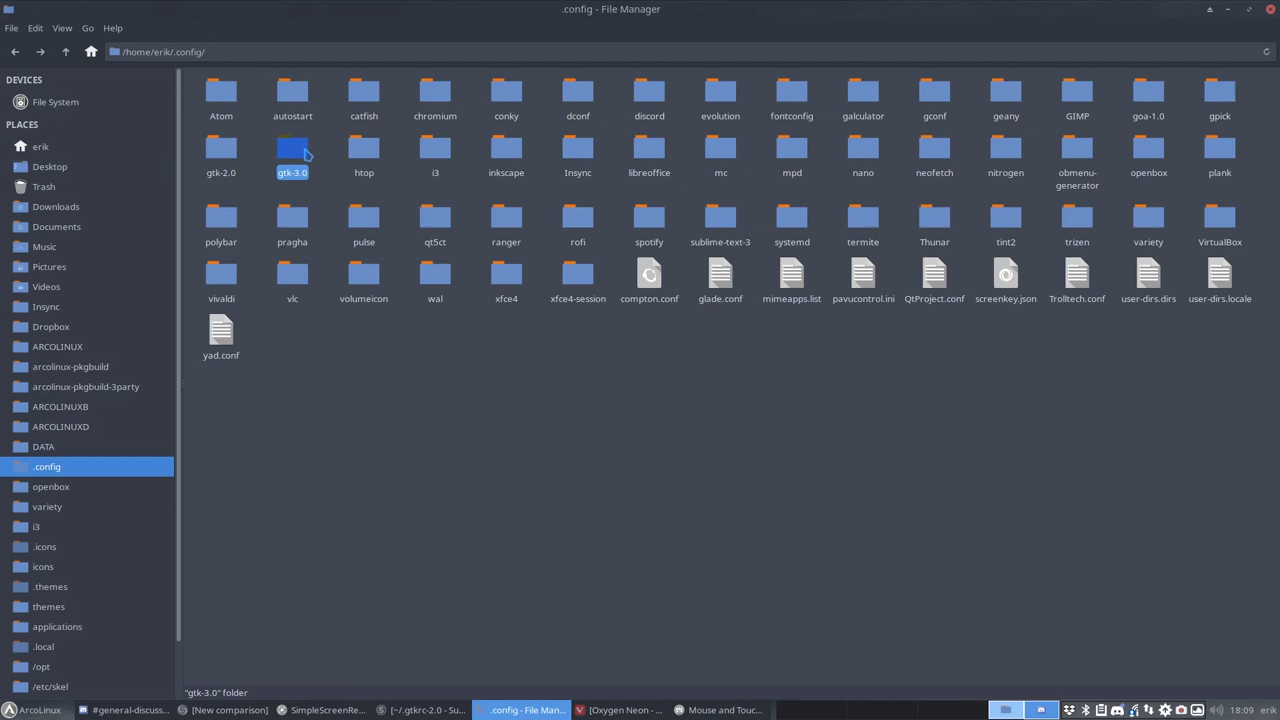 .config - File Manager
File Edit View Go Help
/home/erik/.config/
DEVICES
File System
PLACES
erik
Desktop
Trash
Downloads
Documents
Music
Pictures
Videos
Insync
Dropbox
ARCOLINUX
arcolinux-pkgbuild
arcolinux-pkgbuild-3party
ARCOLINUXB
ARCOLINUXD
DATA
.config
openbox
variety
i3
.icons
icons
.themes
themes
applications
.local
/opt
/etc/skel
Atom autostart catfish chromium conky dconf discord evolution fontconfig galculator gconf geany GIMP goa-1.0 gpick
gtk-2.0 gtk-3.0 htop i3 inkscape Insync libreoffice mc mpd nano neofetch nitrogen obmenu-generator openbox plank
polybar pragha pulse qt5ct ranger rofi spotify sublime-text-3 systemd termite Thunar tint2 trizen variety VirtualBox
vivaldi vlc volumeicon wal xfce4 xfce4-session compton.conf glade.conf mimeapps.list pavucontrol.ini QtProject.conf screenkey.json Trolltech.conf user-dirs.dirs user-dirs.locale
yad.conf
"gtk-3.0" folder
ArcoLinux #general-discuss... [New comparison] SimpleScreenRe... [~/.gtkrc-2.0 - Su... .config - File Man... [Oxygen Neon - ... Mouse and Touc... 18:09 erik